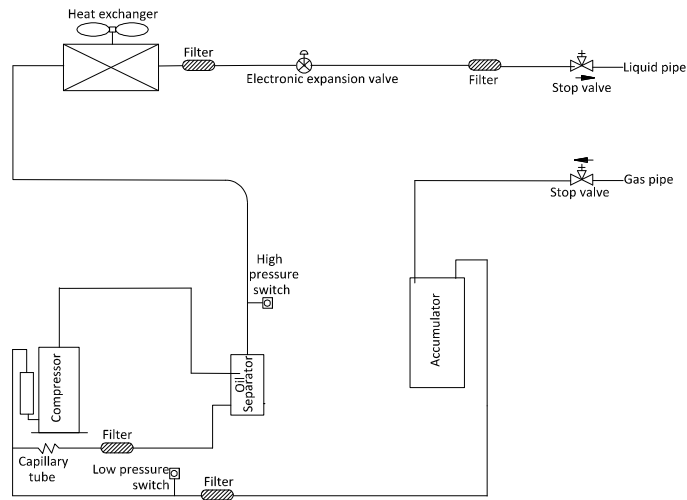 Heat exchanger
Filter
Electronic expansion valve
Filter
Stop valve
Liquid pipe
Stop valve
Gas pipe
High
pressure
switch
Accumulator
Compressor
Oil
Separator
Filter
Capillary
tube
Low pressure
switch
Filter